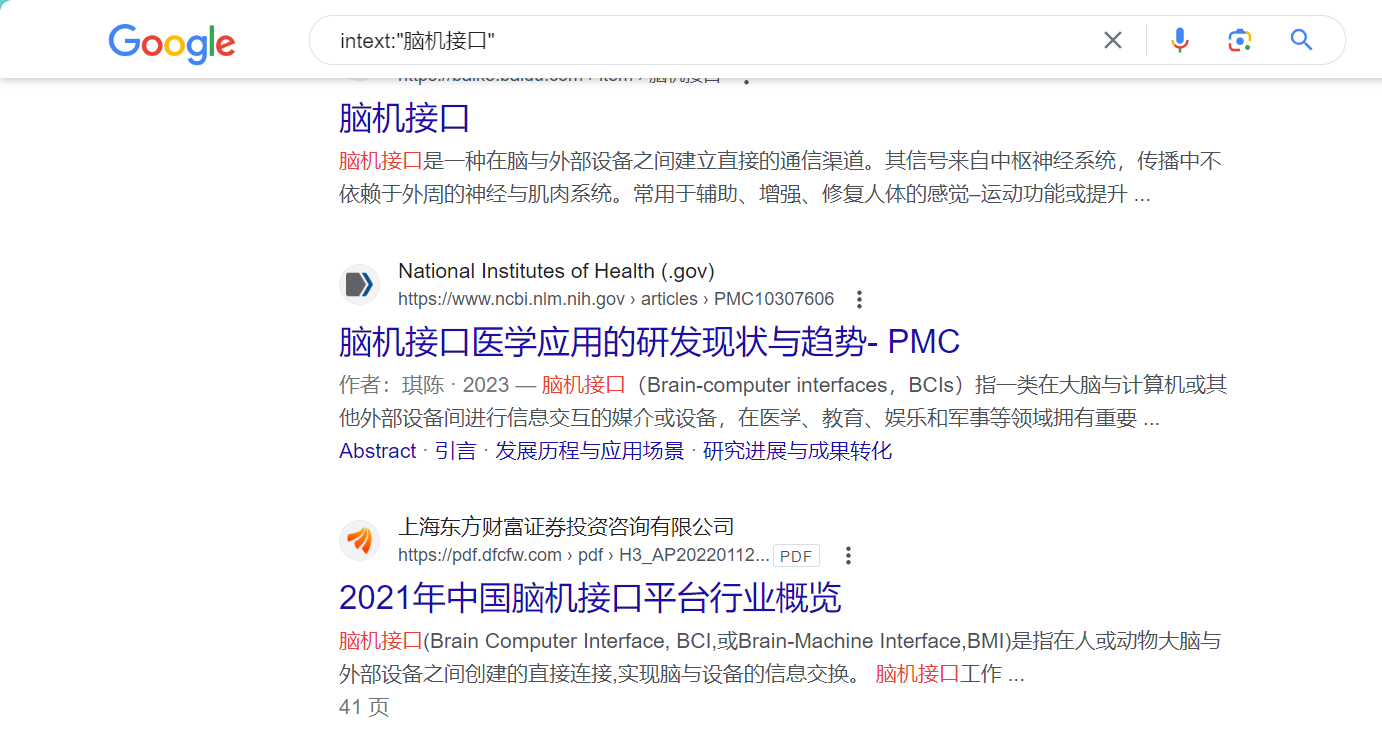 Google
intext:"脑机接口"
https://baike.baidu.com › item › 脑机接口
脑机接口
脑机接口是一种在脑与外部设备之间建立直接的通信渠道。其信号来自中枢神经系统，传播中不
依赖于外周的神经与肌肉系统。常用于辅助、增强、修复人体的感觉–运动功能或提升 ...
National Institutes of Health (.gov)
https://www.ncbi.nlm.nih.gov › articles › PMC10307606
脑机接口医学应用的研发现状与趋势- PMC
作者：琪陈 · 2023 — 脑机接口（Brain-computer interfaces，BCIs）指一类在大脑与计算机或其
他外部设备间进行信息交互的媒介或设备，在医学、教育、娱乐和军事等领域拥有重要 ...
Abstract · 引言 · 发展历程与应用场景 · 研究进展与成果转化
上海东方财富证券投资咨询有限公司
https://pdf.dfcfw.com › pdf › H3_AP20220112... PDF
2021年中国脑机接口平台行业概览
脑机接口(Brain Computer Interface, BCI,或Brain-Machine Interface,BMI)是指在人或动物大脑与
外部设备之间创建的直接连接,实现脑与设备的信息交换。 脑机接口工作 ...
41 页